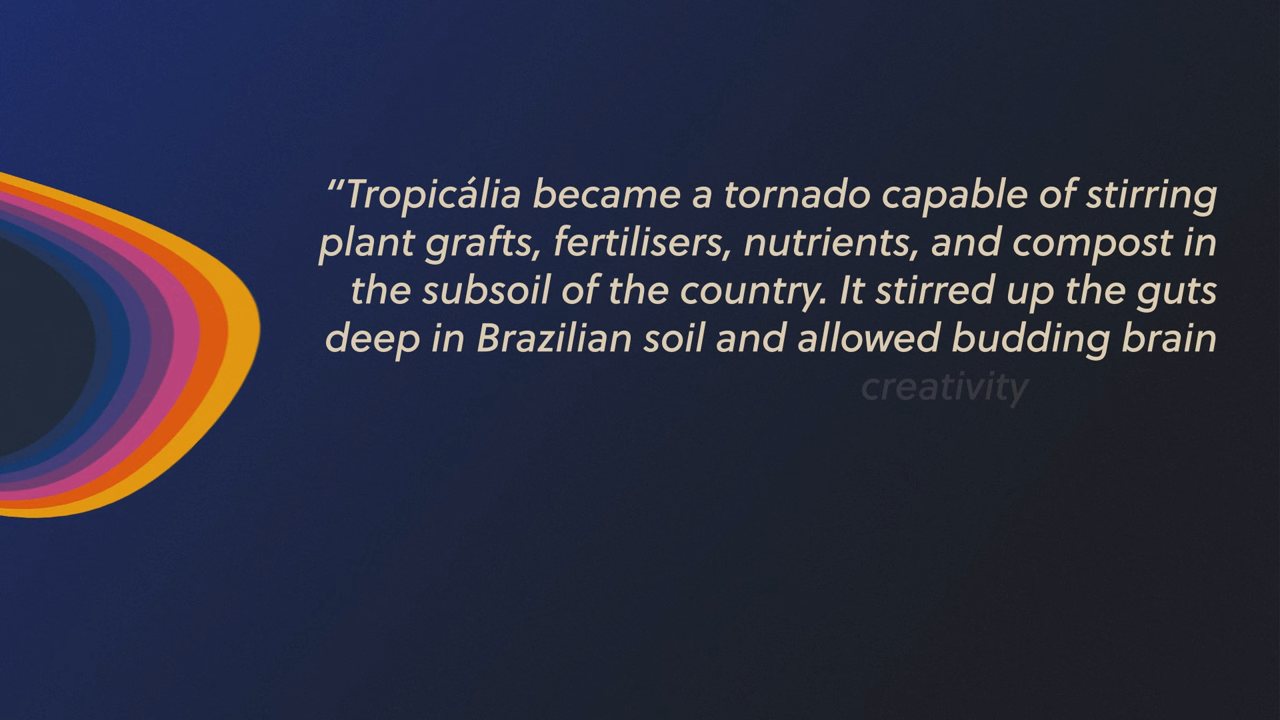 “Tropicália became a tornado capable of stirring
plant grafts, fertilisers, nutrients, and compost in
the subsoil of the country. It stirred up the guts
deep in Brazilian soil and allowed budding brain
creativity